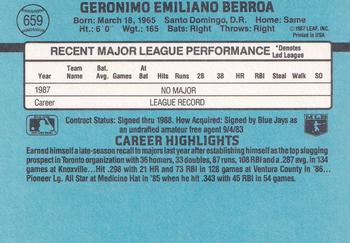 659
GERONIMO EMILIANO BERROA
Born: March 18, 1965 Santo Domingo, D.R. Home: Same
Ht.: 6' 0" Wgt.: 165 Bats: Right Throws: Right
©1987 LEAF, INC.
PRINTED IN USA
RECENT MAJOR LEAGUE PERFORMANCE *Denotes Led League
Year Team Name Bat. Avg. Games At Bats Runs Hits 2B 3B HR RBI Steals Walks SO
1987 NO MAJOR
Career LEAGUE RECORD
Contract Status: Signed thru 1988. How Acquired: Signed by Blue Jays as
an undrafted amateur free agent 9/4/83
MLB
CAREER HIGHLIGHTS
Earned himself a late-season recall to majors last year after establishing himself as the top slugging
prospect in Toronto organization with 36 homers, 33 doubles, 87 runs, 108 RBI and a .287 avg. in 134
games at Knoxville...Hit .298 with 21 HR and 73 RBI in 128 games at Ventura County in '86...
Pioneer Lg. All Star at Medicine Hat in '85 when he hit .343 with 45 RBI in 54 games.